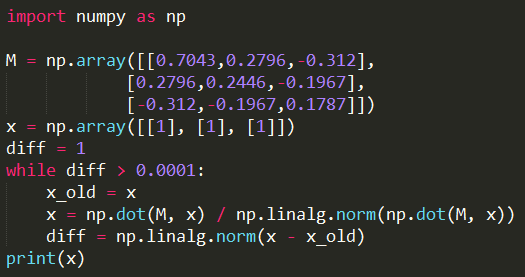 import numpy as np

M = np.array([[0.7043,0.2796,-0.312],
              [0.2796,0.2446,-0.1967],
              [-0.312,-0.1967,0.1787]])
x = np.array([[1], [1], [1]])
diff = 1
while diff > 0.0001:
    x_old = x
    x = np.dot(M, x) / np.linalg.norm(np.dot(M, x))
    diff = np.linalg.norm(x - x_old)
print(x)